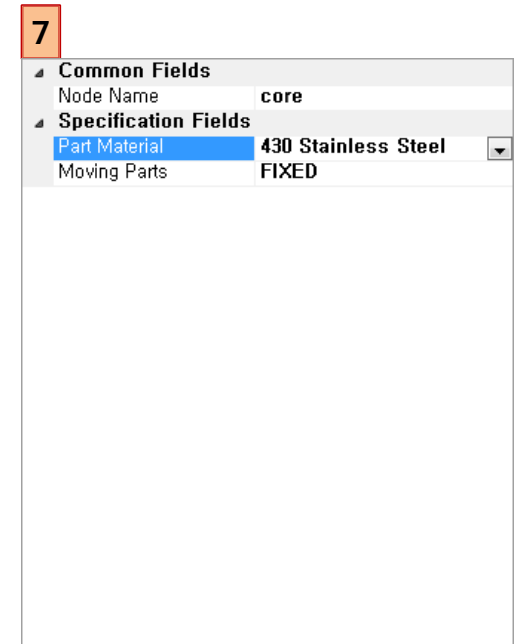 7
Common Fields
Node Name core
Specification Fields
Part Material 430 Stainless Steel
Moving Parts FIXED